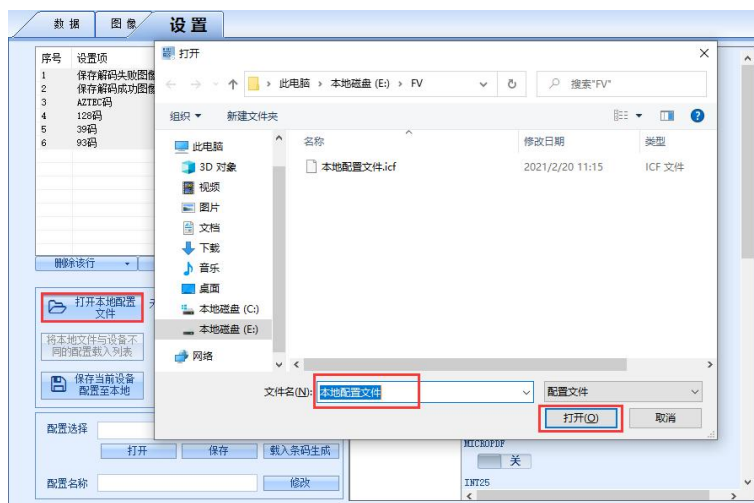 数据 图像 设置
序号 设置项
1 保存解码失败图像
2 保存解码成功图像
3 AZTEC码
4 128码
5 39码
6 93码
删除该行
打开本地配置
文件
将本地文件与设备不
同的配置载入列表
保存当前设备
配置至本地
配置选择
打开 保存 载入条码生成
配置名称 修改
打开
此电脑 › 本地磁盘 (E:) › FV
搜索"FV"
组织 新建文件夹
此电脑
3D 对象
视频
图片
文档
下载
音乐
桌面
本地磁盘 (C:)
本地磁盘 (E:)
网络
名称 修改日期 类型
本地配置文件.icf 2021/2/20 11:15 ICF 文件
文件名(N): 本地配置文件 配置文件
打开(O) 取消
MICROPDF
关
INT25